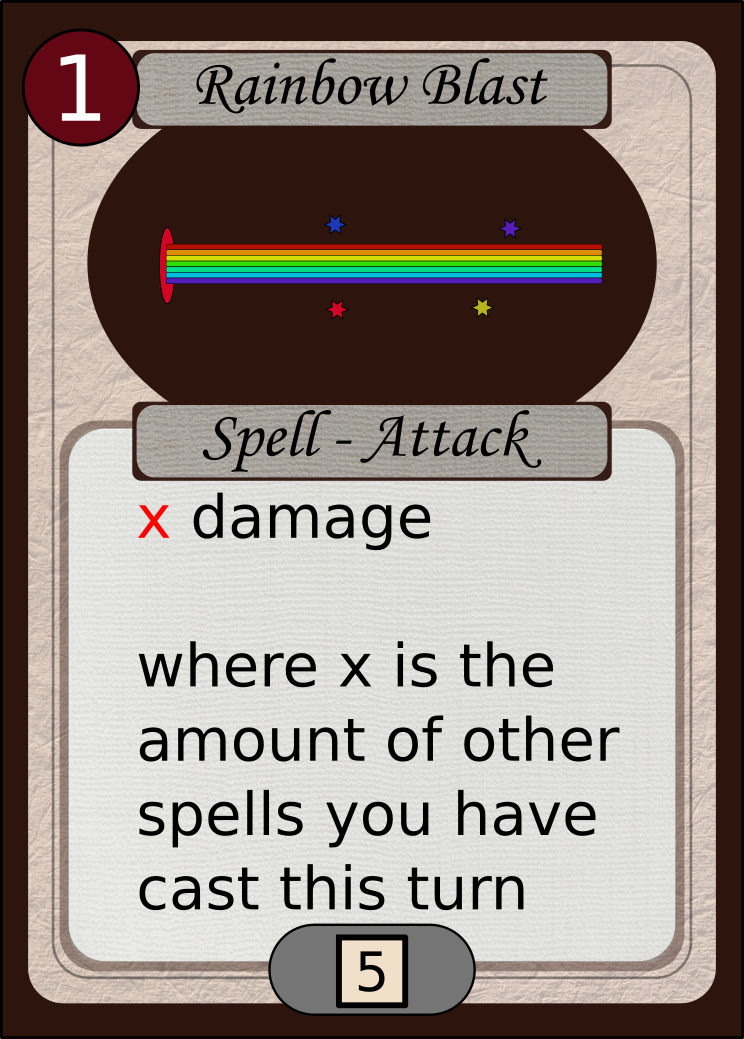 1
Rainbow Blast
Spell - Attack
x damage
where x is the
amount of other
spells you have
cast this turn
5